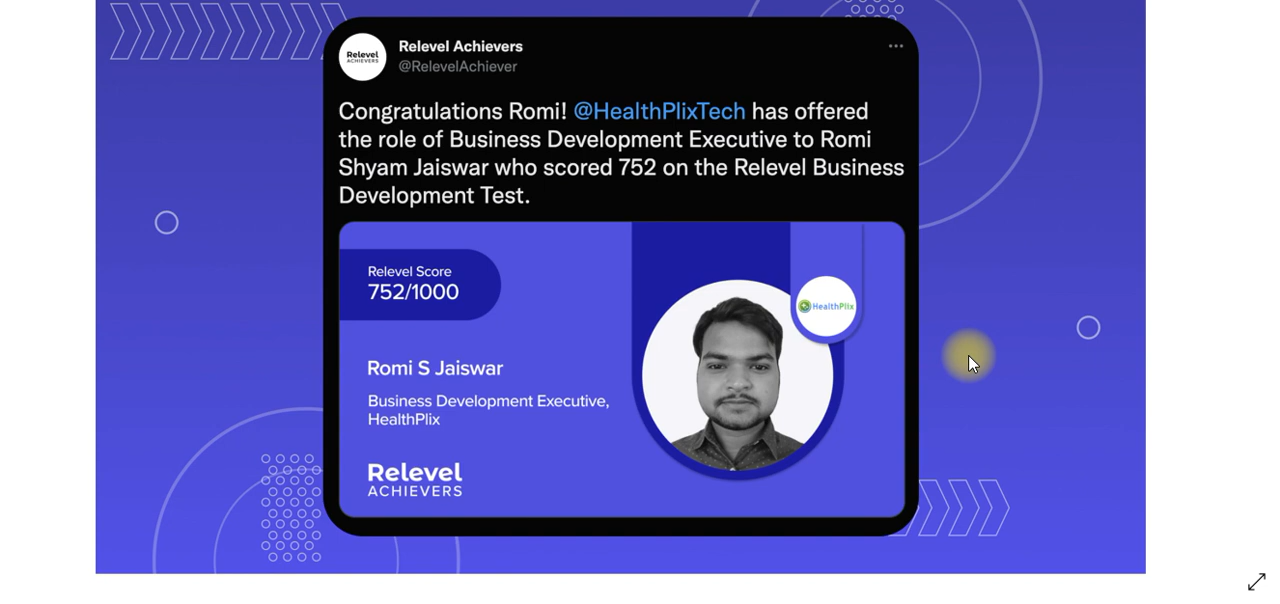 Relevel
ACHIEVERS
Relevel Achievers
@RelevelAchiever
Congratulations Romi! @HealthPlixTech has offered
the role of Business Development Executive to Romi
Shyam Jaiswar who scored 752 on the Relevel Business
Development Test.
Relevel Score
752/1000
HealthPlix
Romi S Jaiswar
Business Development Executive,
HealthPlix
Relevel
ACHIEVERS